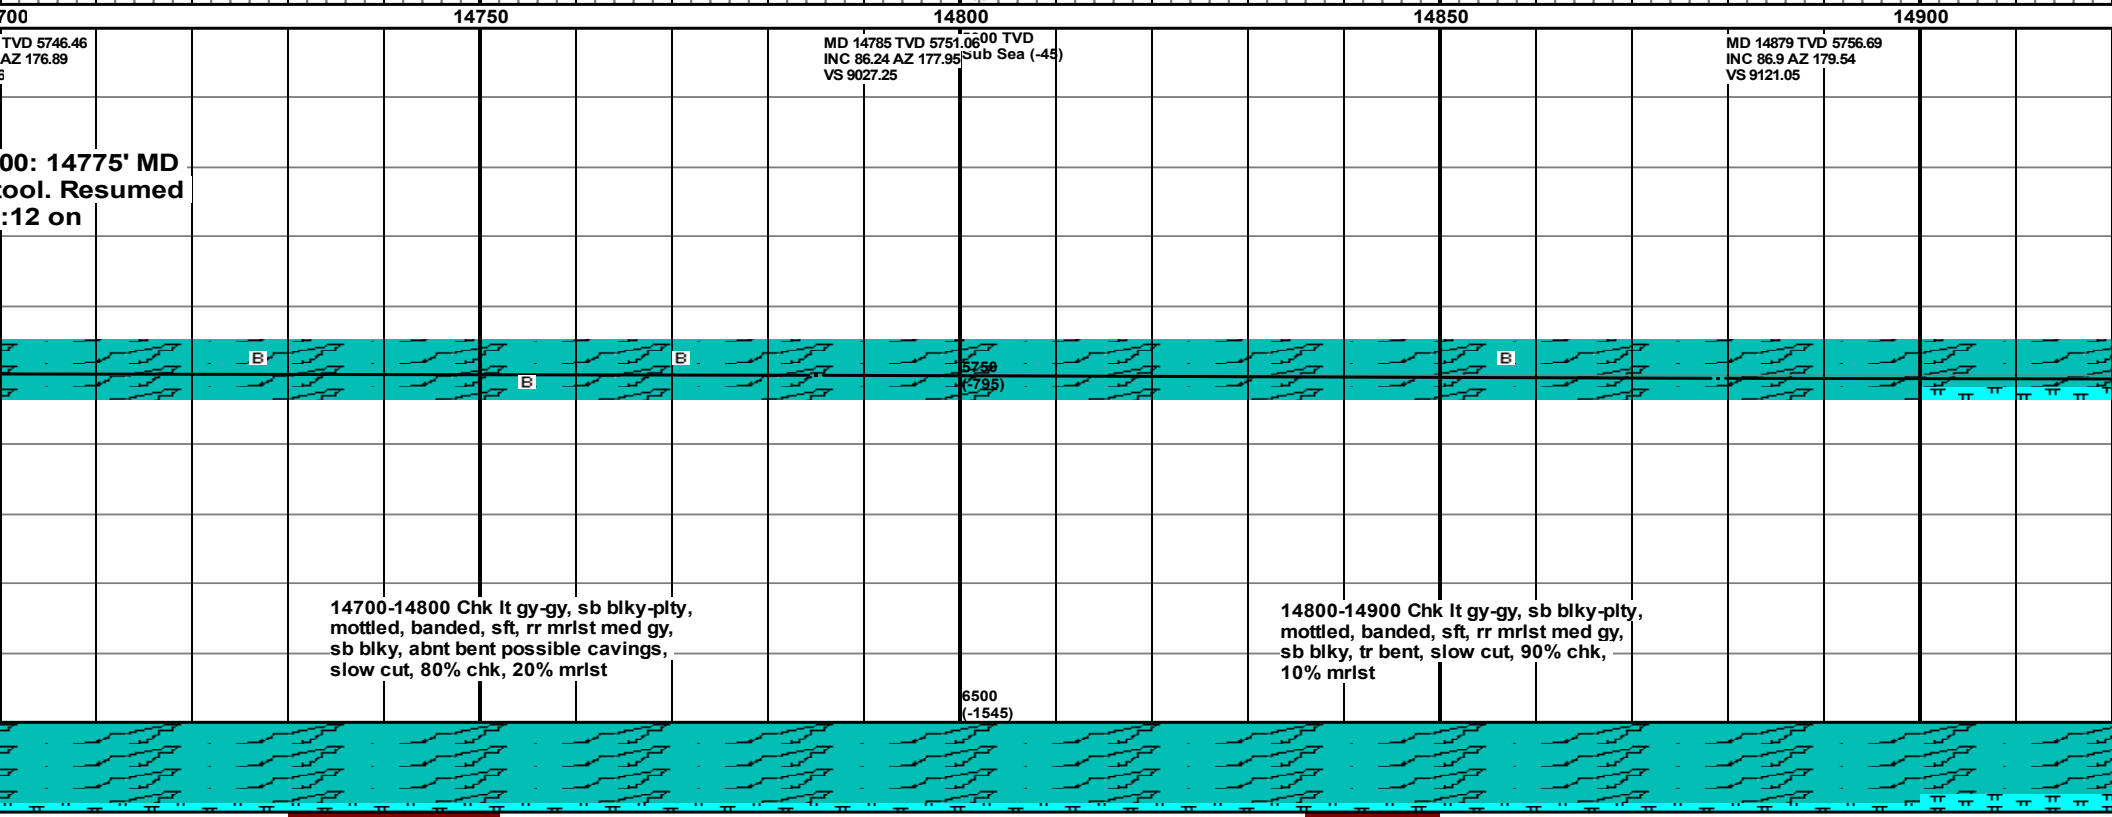 700
14750
14800
14850
14900
TVD 5746.46
AZ 176.89
MD 14785 TVD 5751.06
INC 86.24 AZ 177.95
VS 9027.25
00 TVD
Sub Sea (-45)
MD 14879 TVD 5756.69
INC 86.9 AZ 179.54
VS 9121.05
00: 14775' MD
tool. Resumed
:12 on
B
B
B
B
5750
(-795)
14700-14800 Chk lt gy-gy, sb blky-plty,
mottled, banded, sft, rr mrlst med gy,
sb blky, abnt bent possible cavings,
slow cut, 80% chk, 20% mrlst
14800-14900 Chk lt gy-gy, sb blky-plty,
mottled, banded, sft, rr mrlst med gy,
sb blky, tr bent, slow cut, 90% chk,
10% mrlst
6500
(-1545)